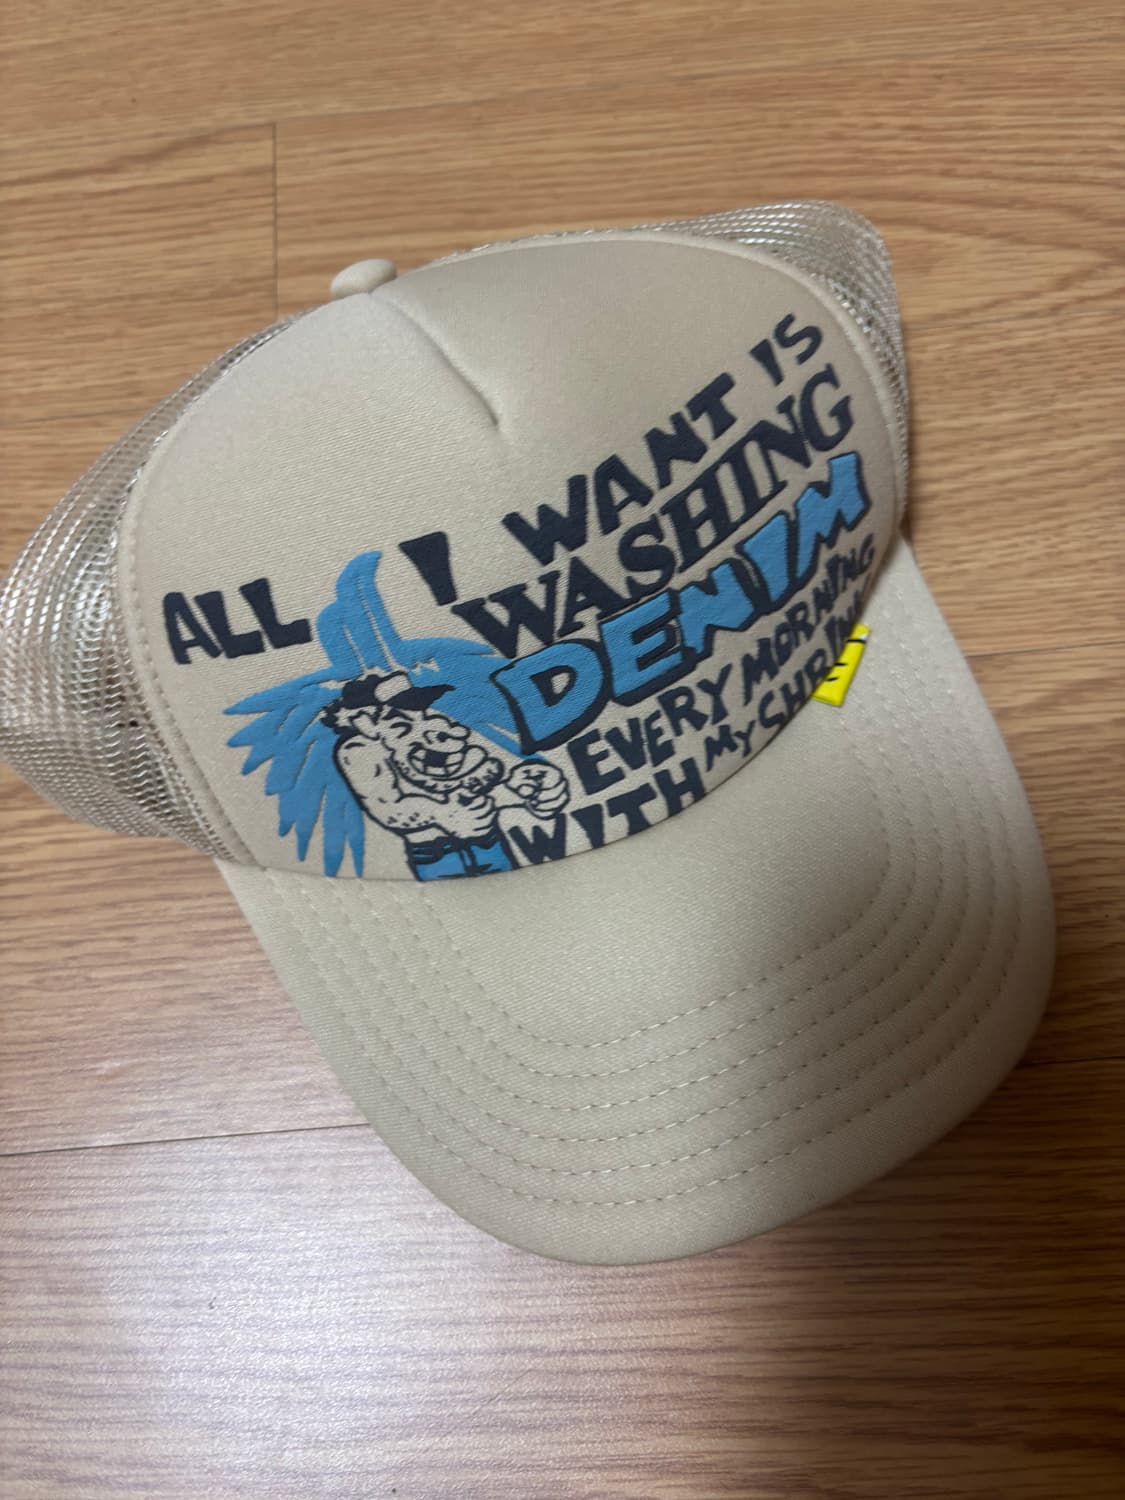 ALL I WANT IS
WASHING
DENIM
EVERY MORNING
WITH MY